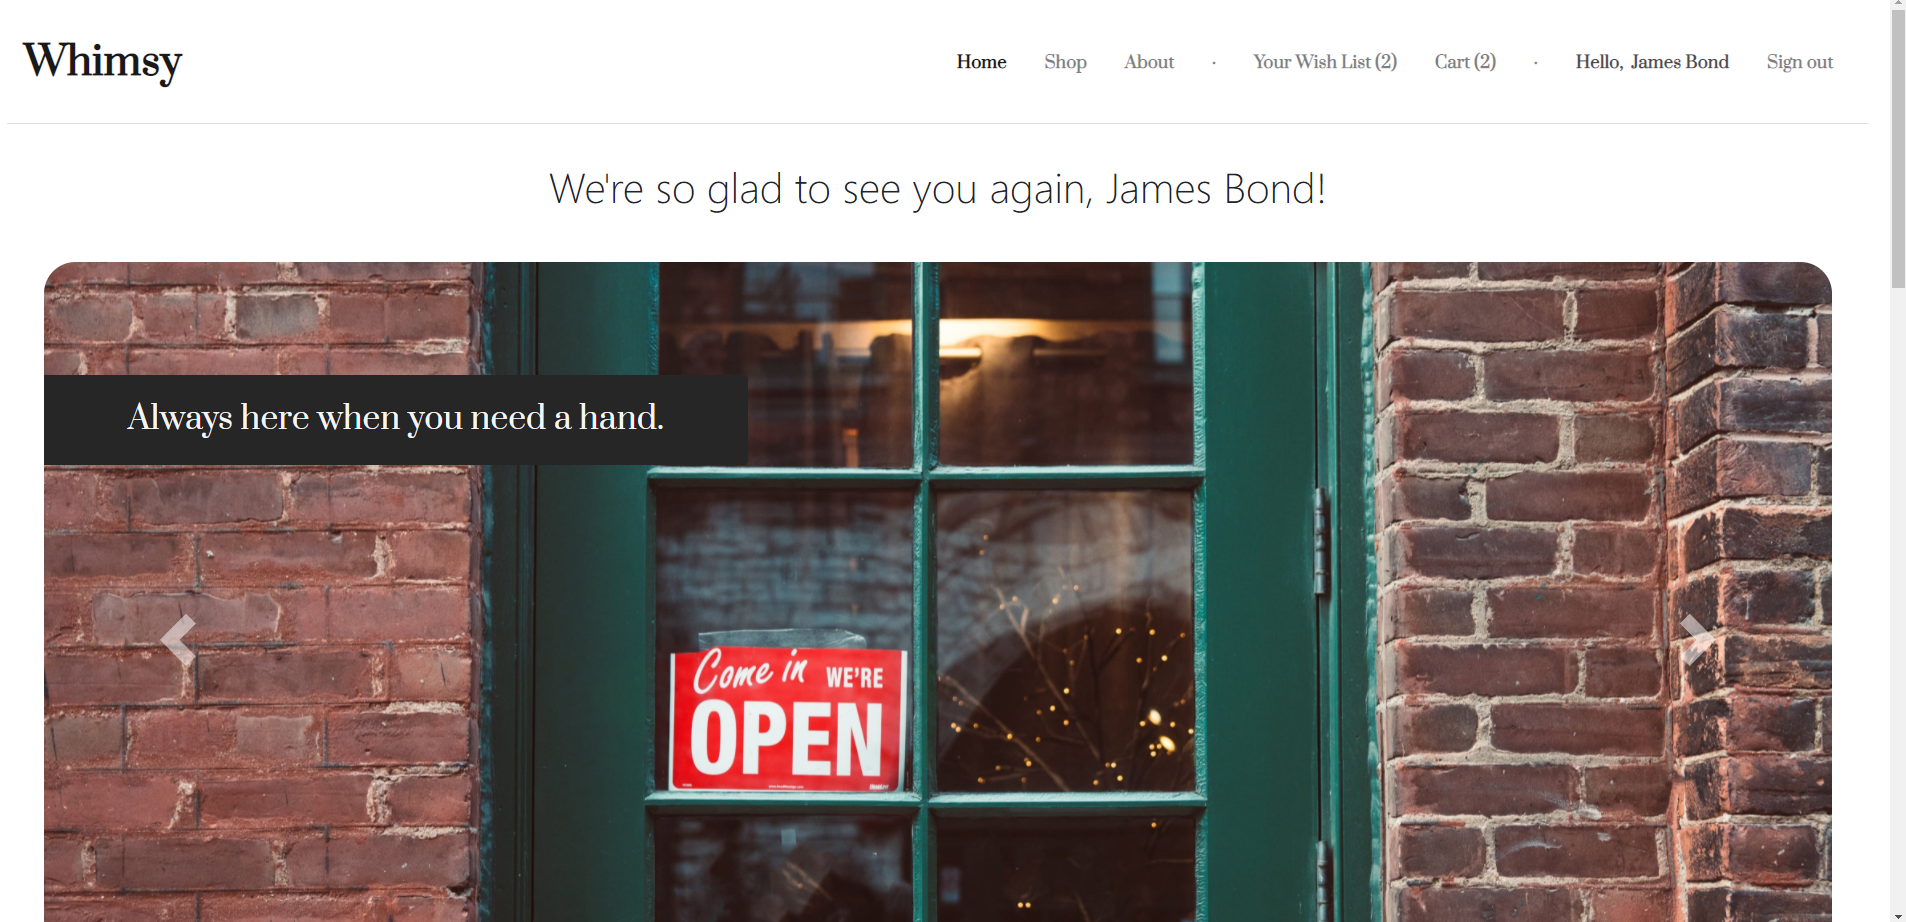 Whimsy
Home Shop About · Your Wish List (2) Cart (2) · Hello, James Bond Sign out
We're so glad to see you again, James Bond!
Always here when you need a hand.
Come in WE'RE
OPEN